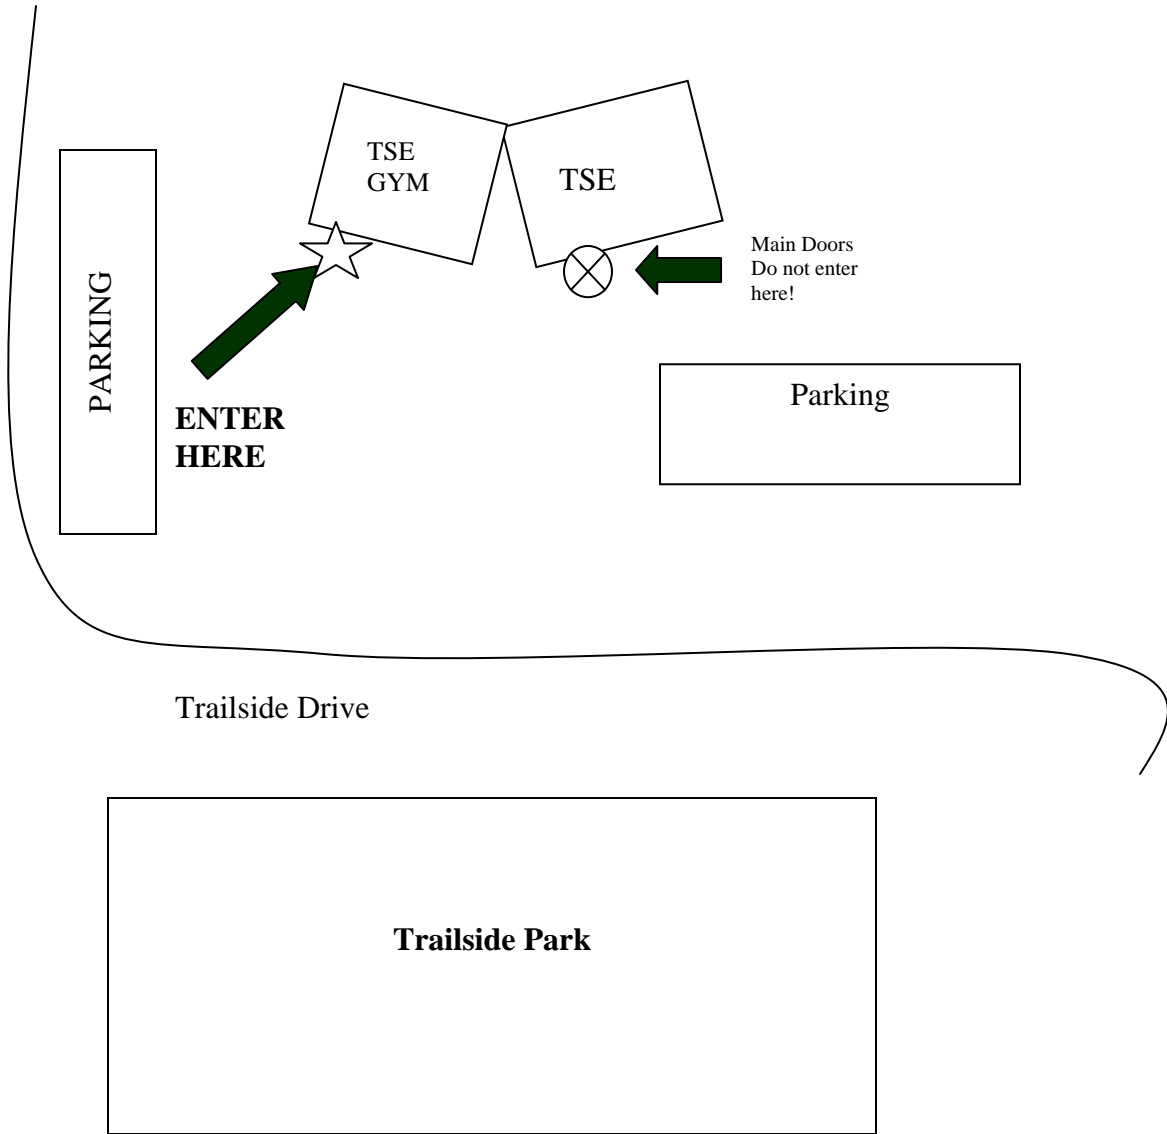 TSE
GYM
TSE
Main Doors
Do not enter
here!
PARKING
Parking
ENTER
HERE
Trailside Drive
Trailside Park